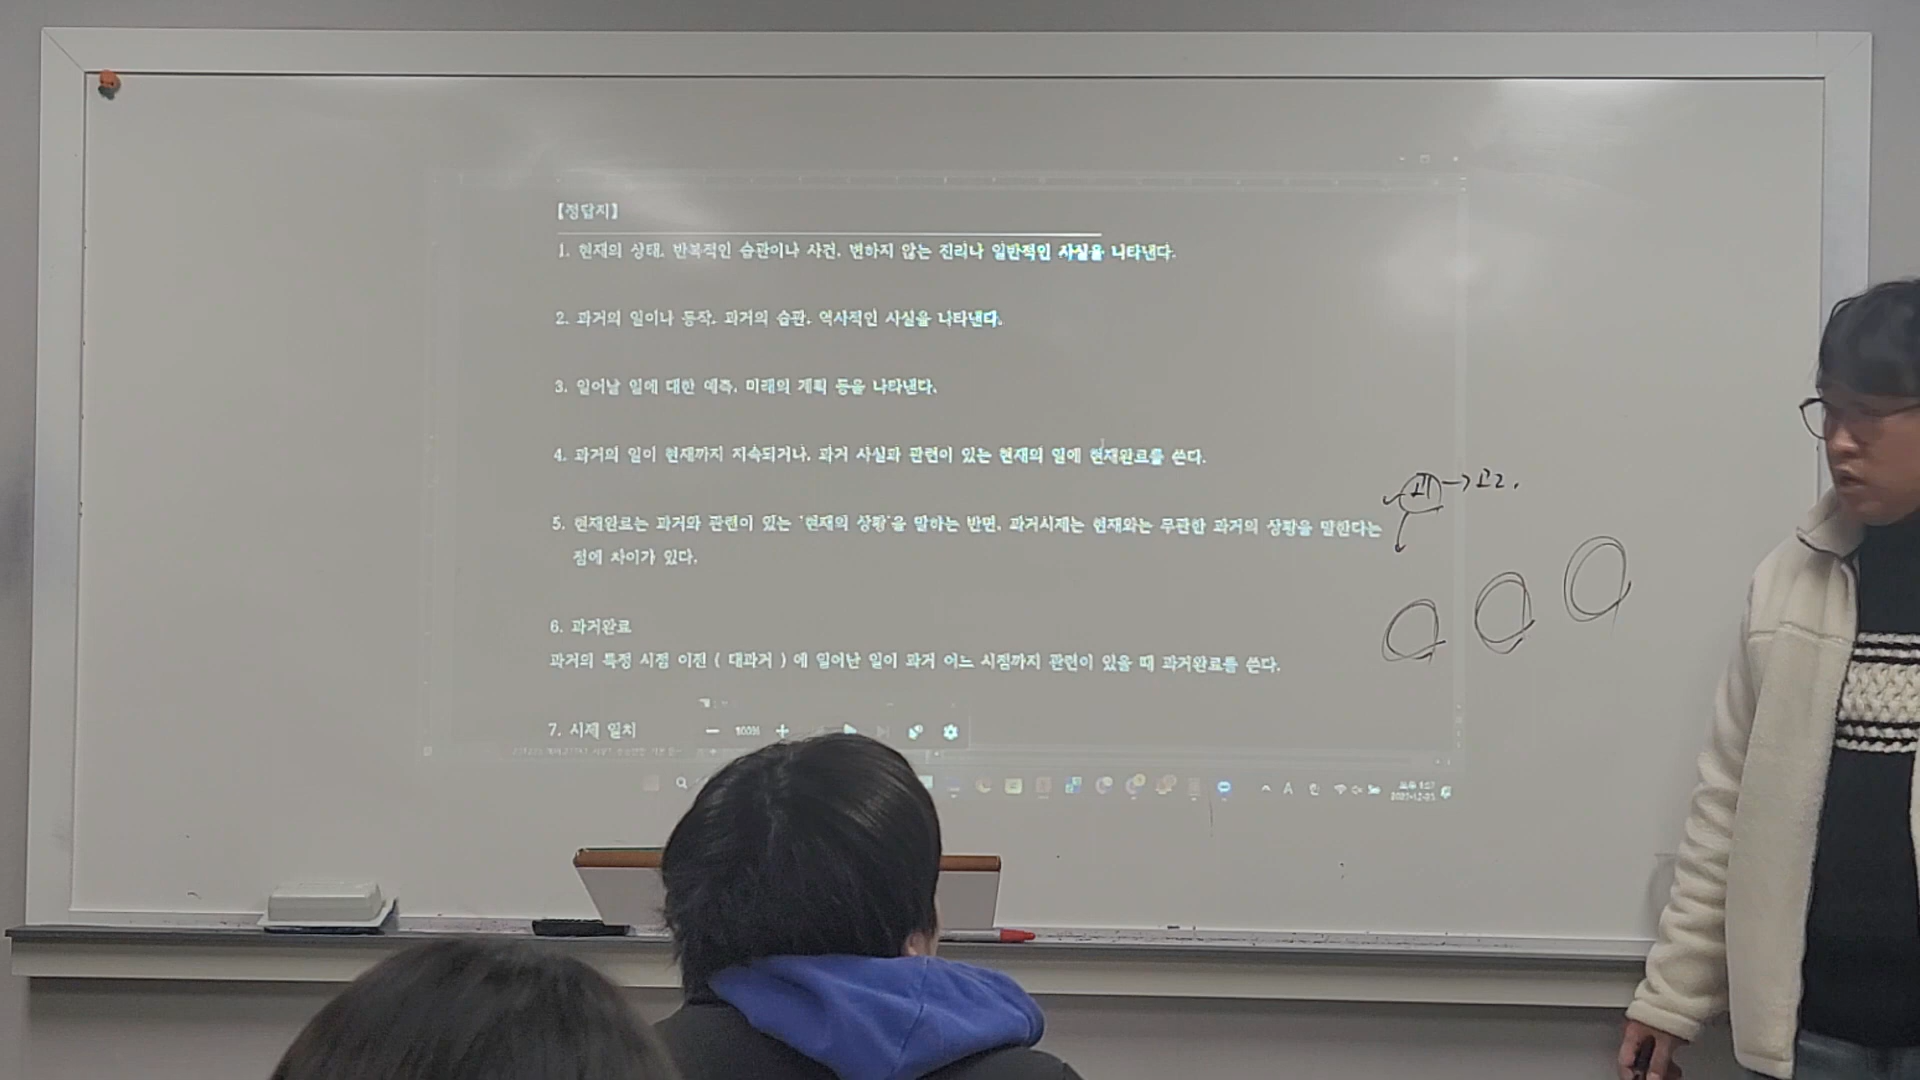 【정답지】
1. 현재의 상태, 반복적인 습관이나 사건, 변하지 않는 진리나 일반적인 사실을 나타낸다.
2. 과거의 일이나 동작, 과거의 습관, 역사적인 사실을 나타낸다.
3. 일어날 일에 대한 예측, 미래의 계획 등을 나타낸다.
4. 과거의 일이 현재까지 지속되거나, 과거 사실과 관련이 있는 현재의 일에 현재완료를 쓴다.
고1→고2.
5. 현재완료는 과거와 관련이 있는 '현재의 상황'을 말하는 반면, 과거시제는 현재와는 무관한 과거의 상황을 말한다는
점에 차이가 있다.
6. 과거완료
과거의 특정 시점 이전 ( 대과거 ) 에 일어난 일이 과거 어느 시점까지 관련이 있을 때 과거완료를 쓴다.
7. 시제 일치
100%
A 한